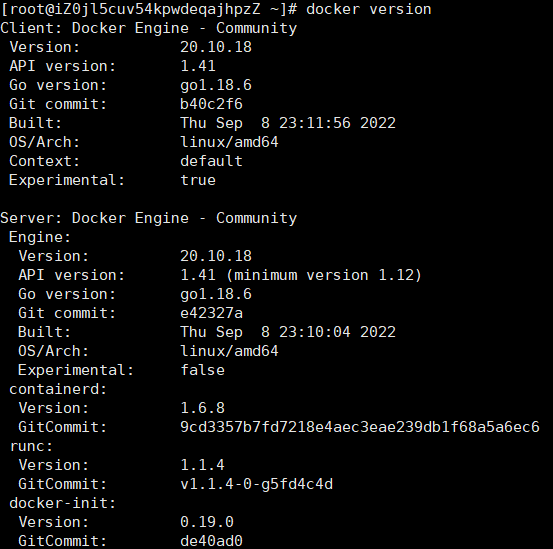 [root@iZ0jl5cuv54kpwdeqajhpzZ ~]# docker version
Client: Docker Engine - Community
 Version:           20.10.18
 API version:       1.41
 Go version:        go1.18.6
 Git commit:        b40c2f6
 Built:             Thu Sep  8 23:11:56 2022
 OS/Arch:           linux/amd64
 Context:           default
 Experimental:      true

Server: Docker Engine - Community
 Engine:
  Version:          20.10.18
  API version:      1.41 (minimum version 1.12)
  Go version:       go1.18.6
  Git commit:       e42327a
  Built:            Thu Sep  8 23:10:04 2022
  OS/Arch:          linux/amd64
  Experimental:     false
 containerd:
  Version:          1.6.8
  GitCommit:        9cd3357b7fd7218e4aec3eae239db1f68a5a6ec6
 runc:
  Version:          1.1.4
  GitCommit:        v1.1.4-0-g5fd4c4d
 docker-init:
  Version:          0.19.0
  GitCommit:        de40ad0